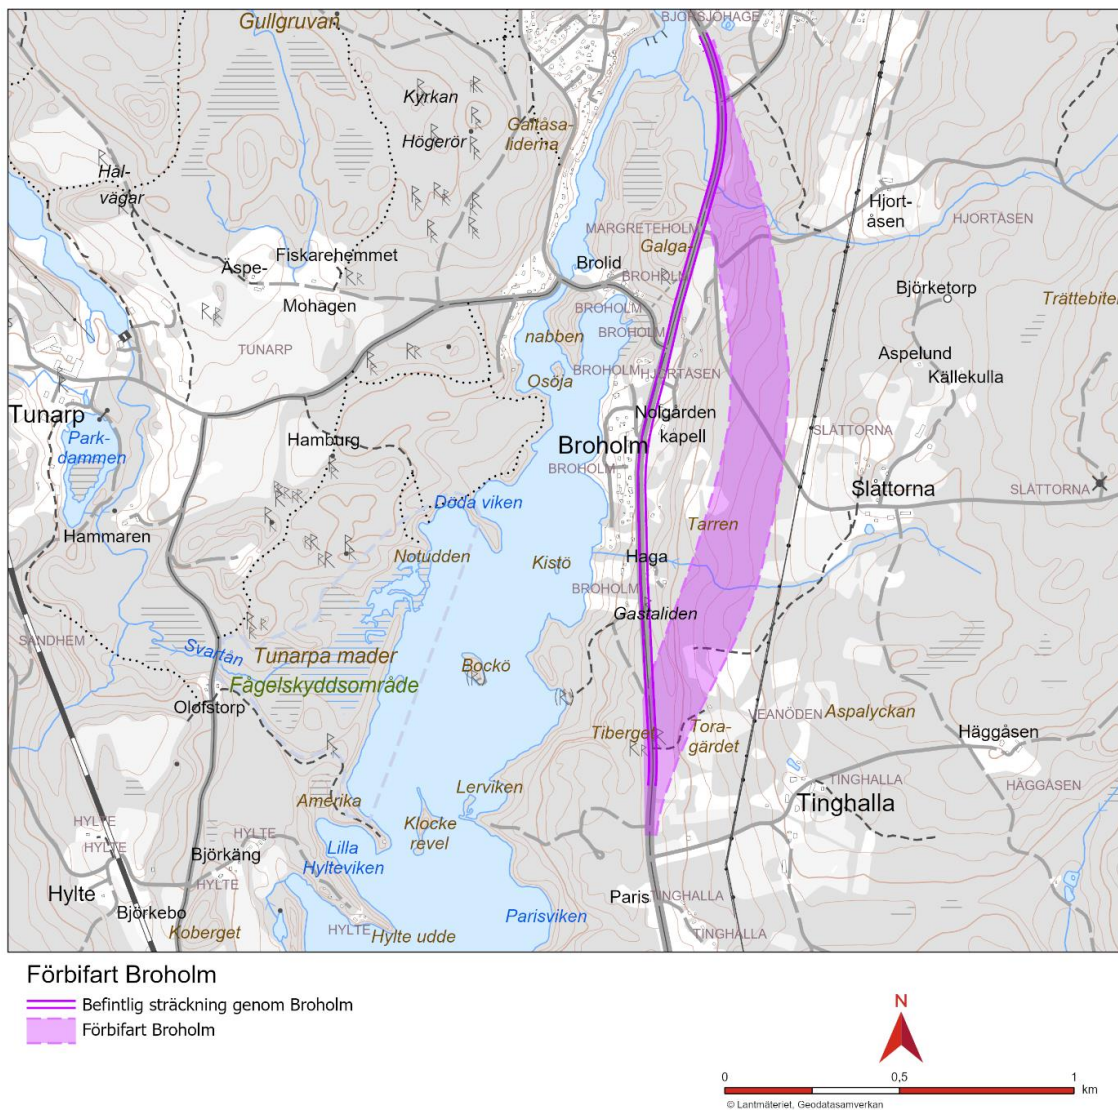 BJÖRSJÖHAGE
Gullgruvan
Kyrkan
Högerör
Galtåsa-
liderna
Hål-
vägar
Hjort-
åsen
HJORTÅSEN
MARGRETEHOLM
Galga-
Äspe-
Fiskarehemmet
Brolid
BROHOLM
Björketorp
Mohagen
BROHOLM
Trättebiten
nabben
BROHOLM
TUNARP
Aspelund
Osöja
BROHOLM
HJORTÅSEN
Källekulla
Tunarp
Nolgården
kapell
Park-
dammen
Hamburg
Broholm
SLÄTTORNA
BROHOLM
Slättorna
SLÄTTORNA
Döda viken
Hammaren
Tarren
Notudden
Kistö
Haga
BROHOLM
Gastaliden
SANDHEM
Svartån
Tunarpa mader
Bockö
Fågelskyddsområde
Olofstorp
VEANÖDEN
Aspalyckan
Tiberget
Tora-
gärdet
Häggåsen
TINGHALLA
HÄGGÅSEN
Lerviken
Amerika
Tinghalla
Klocke
revel
HYLTE
HYLTE
HYLTE
Lilla
Hylteviken
Björkäng
HYLTE
Hylte
Paris
TINGHALLA
Björkebo
Parisviken
Koberget
HYLTE
Hylte udde
TINGHALLA
Förbifart Broholm
Befintlig sträckning genom Broholm
Förbifart Broholm
N
0
0,5
1
km
© Lantmäteriet, Geodatasamverkan